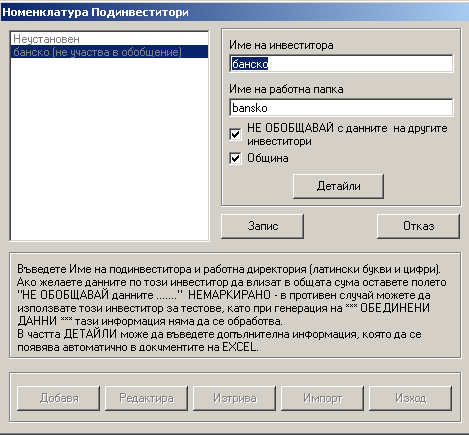 Номенклатура Подинвеститори
Неустановен
банско (не участва в обобщение)
Име на инвеститора
банско
Име на работна папка
bansko
НЕ ОБОБЩАВАЙ с данните на другите
инвеститори
Община
Детайли
Запис
Отказ
Въведете Име на подинвеститора и работна директория (латински букви и цифри).
Ако желаете данните по този инвеститор да влизат в общата сума оставете полето
"НЕ ОБОБЩАВАЙ данните ......." НЕМАРКИРАНО - в противен случай можете да
използвате този инвеститор за тестове, като при генерация на *** ОБЕДИНЕНИ
ДАННИ *** тази информация няма да се обработва.
В частта ДЕТАЙЛИ може да въведете допълнителна информация, която да се
появява автоматично в документите на EXCEL.
Добавя
Редактира
Изтрива
Импорт
Изход